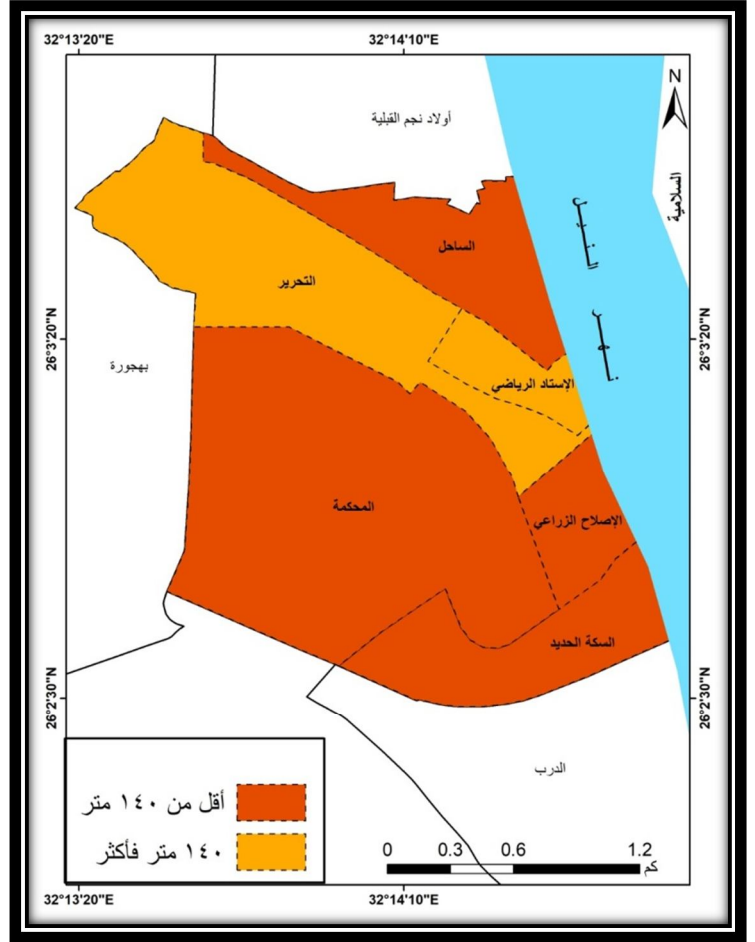 32°13'20"E
32°14'10"E
N
أولاد نجم القبلية
السلامية
نهر النيل
الساحل
التحرير
26°3'20"N
26°3'20"N
بهجورة
الإستاد الرياضي
المحكمة
الإصلاح الزراعي
السكة الحديد
26°2'30"N
26°2'30"N
الدرب
أقل من ١٤٠ متر
١٤٠ متر فأكثر
0 0.3 0.6 1.2
كم
32°13'20"E
32°14'10"E